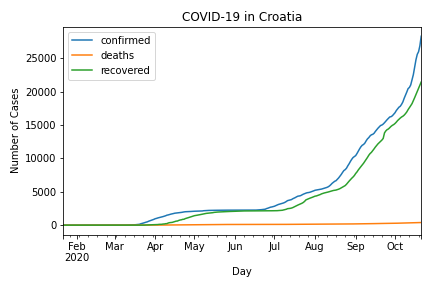 COVID-19 in Croatia
confirmed
deaths
recovered
Number of Cases
25000
20000
15000
10000
5000
0
Feb Mar Apr May Jun Jul Aug Sep Oct
2020
Day